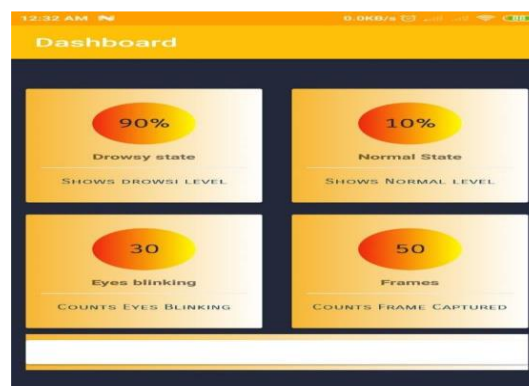 12:32 AM 0.0KB/s
Dashboard
90% 10%
Drowsy state Normal State
SHOWS DROWSI LEVEL SHOWS NORMAL LEVEL
30 50
Eyes blinking Frames
COUNTS EYES BLINKING COUNTS FRAME CAPTURED